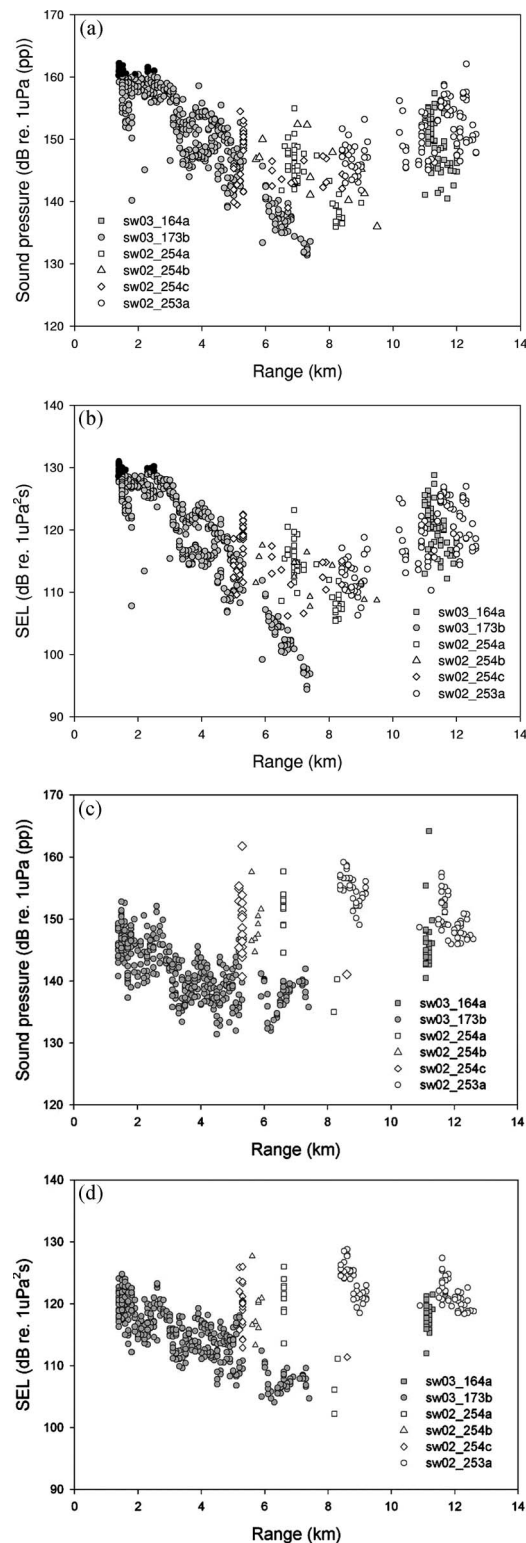 (a)
170
160
150
140
130
120
Sound pressure (dB re. 1uPa (pp))
sw03_164a
sw03_173b
sw02_254a
sw02_254b
sw02_254c
sw02_253a
0 2 4 6 8 10 12 14
Range (km)
(b)
140
130
120
110
100
90
SEL (dB re. 1uPa²s)
sw03_164a
sw03_173b
sw02_254a
sw02_254b
sw02_254c
sw02_253a
0 2 4 6 8 10 12 14
Range (km)
(c)
170
160
150
140
130
120
Sound pressure (dB re. 1uPa (pp))
sw03_164a
sw03_173b
sw02_254a
sw02_254b
sw02_254c
sw02_253a
0 2 4 6 8 10 12 14
Range (km)
(d)
140
130
120
110
100
90
SEL (dB re. 1uPa²s)
sw03_164a
sw03_173b
sw02_254a
sw02_254b
sw02_254c
sw02_253a
0 2 4 6 8 10 12 14
Range (km)